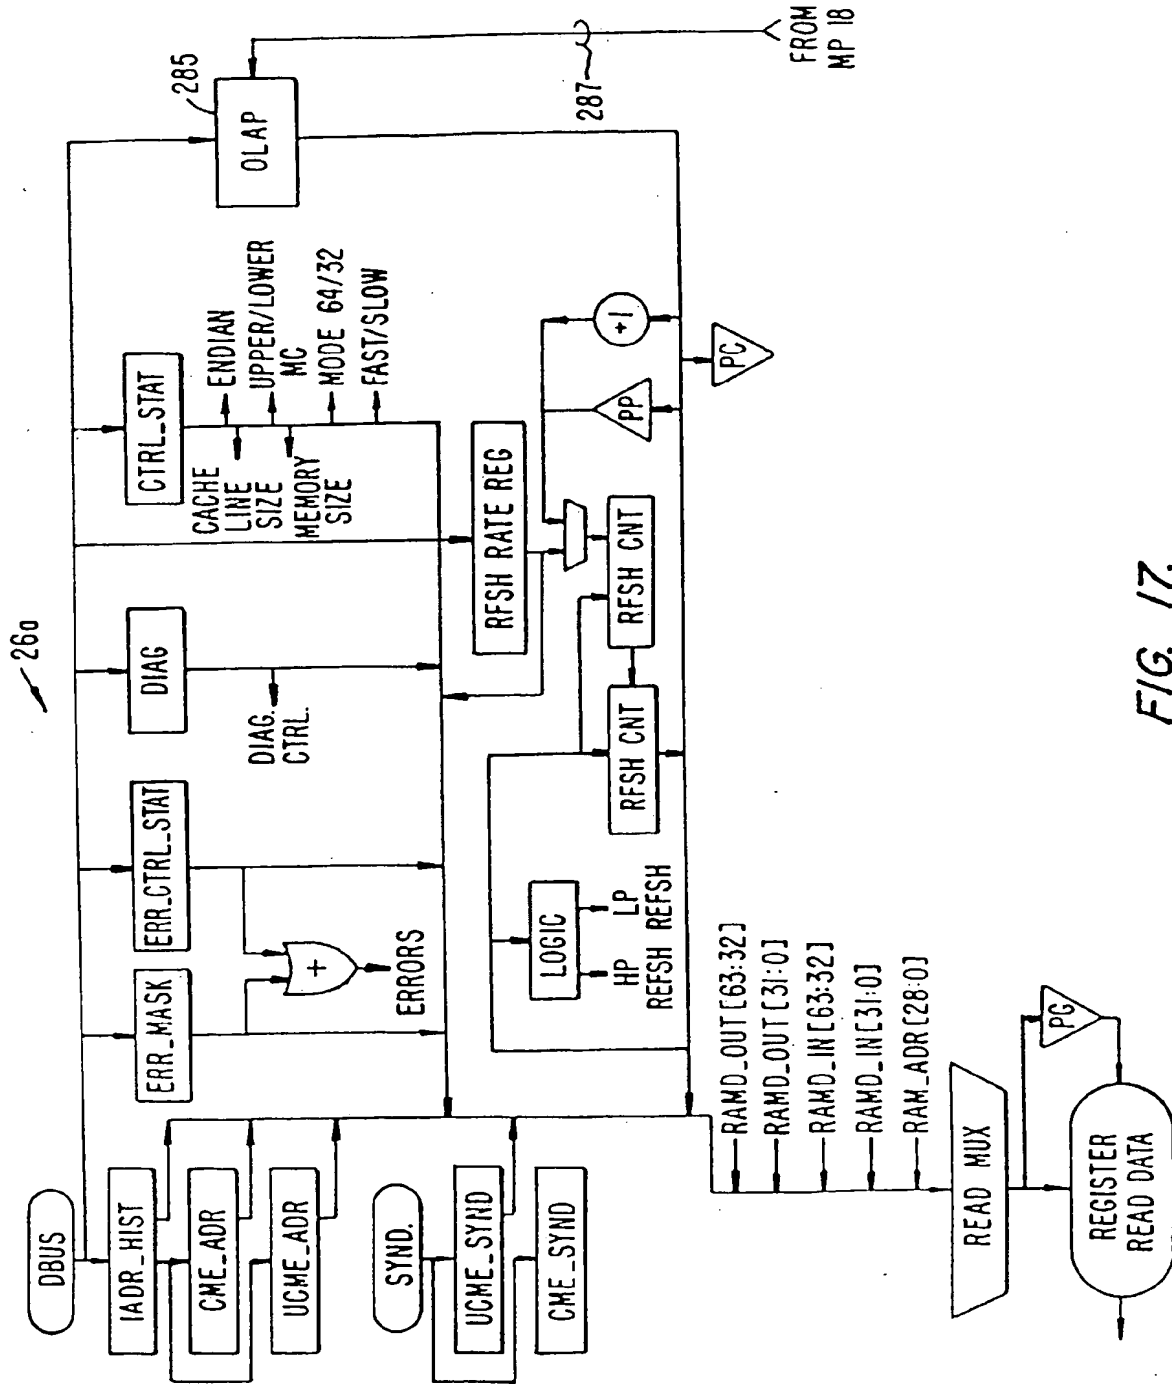 26a
DBUS
IADR_HIST
CME_ADR
UCME_ADR
SYND.
UCME_SYND
CME_SYND
ERR_MASK
ERR_CTRL_STAT
+
ERRORS
DIAG
DIAG.
CTRL.
CTRL_STAT
CACHE
LINE
SIZE
MEMORY
SIZE
ENDIAN
UPPER/LOWER
MC
MODE 64/32
FAST/SLOW
OLAP
285
287
FROM
MP 18
RFSH RATE REG
RFSH CNT
RFSH CNT
LOGIC
HP
REFSH
LP
REFSH
PP
+1
PC
RAMD_OUT[63:32]
RAMD_OUT[31:0]
RAMD_IN[63:32]
RAMD_IN[31:0]
RAM_ADR[28:0]
READ MUX
PG
REGISTER
READ DATA
FIG. 17.